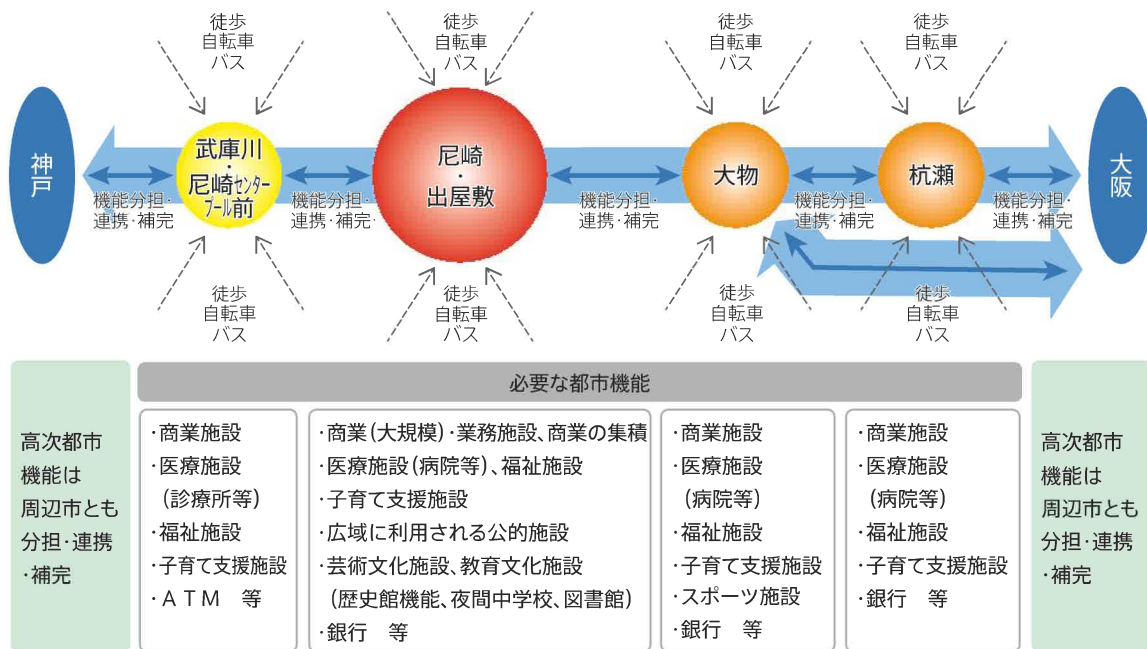 徒歩
自転車
バス
徒歩
自転車
バス
徒歩
自転車
バス
徒歩
自転車
バス
神戸
武庫川
・
尼崎センター
プール前
尼崎
・
出屋敷
大物
杭瀬
大阪
機能分担・
連携・補完
機能分担・
連携・補完
機能分担・
連携・補完
機能分担・
連携・補完
機能分担・
連携・補完
徒歩
自転車
バス
徒歩
自転車
バス
徒歩
自転車
バス
徒歩
自転車
バス
必要な都市機能
高次都市
機能は
周辺市とも
分担・連携
・補完
・商業施設
・医療施設
(診療所等)
・福祉施設
・子育て支援施設
・ATM 等
・商業(大規模)・業務施設、商業の集積
・医療施設(病院等)、福祉施設
・子育て支援施設
・広域に利用される公的施設
・芸術文化施設、教育文化施設
(歴史館機能、夜間中学校、図書館)
・銀行 等
・商業施設
・医療施設
(病院等)
・福祉施設
・子育て支援施設
・スポーツ施設
・銀行 等
・商業施設
・医療施設
(病院等)
・福祉施設
・子育て支援施設
・銀行 等
高次都市
機能は
周辺市とも
分担・連携
・補完